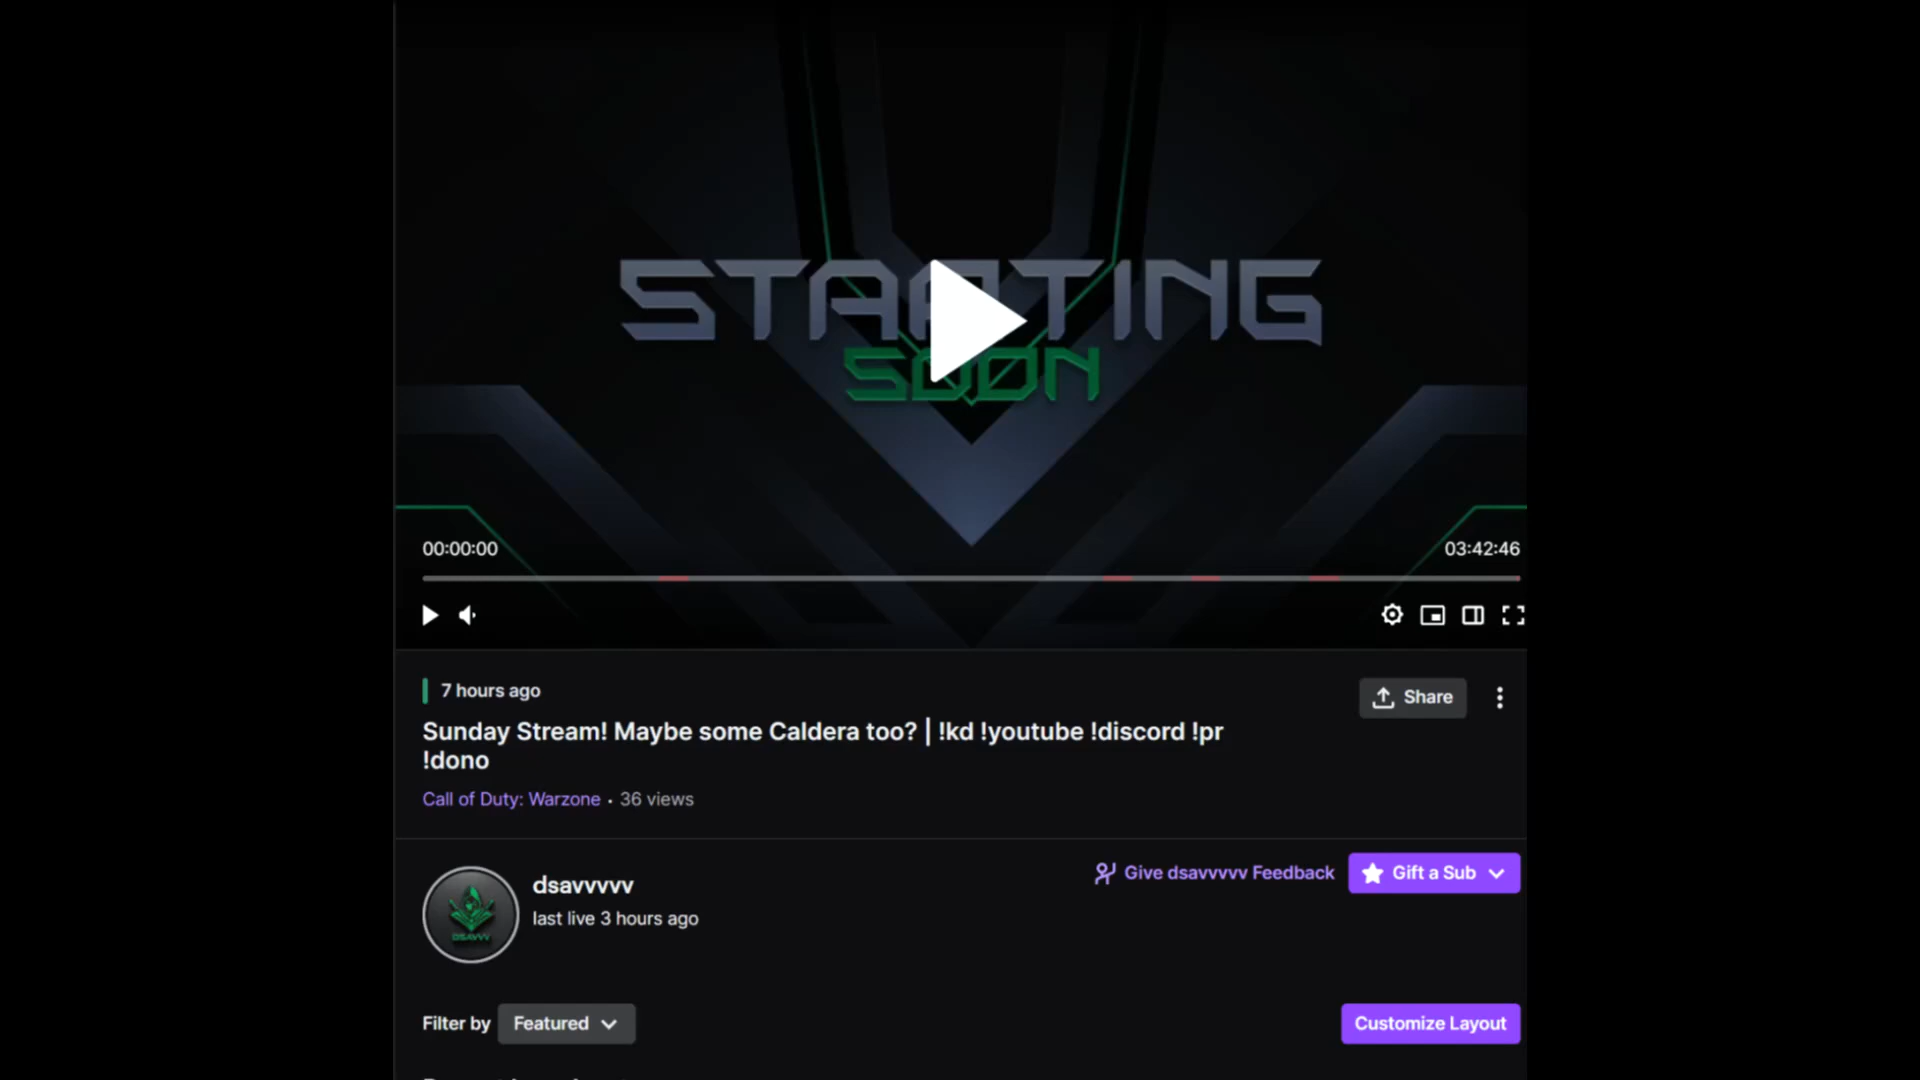 STARTING
SOON
00:00:00
03:42:46
7 hours ago
Share
Sunday Stream! Maybe some Caldera too? | !kd !youtube !discord !pr
!dono
Call of Duty: Warzone • 36 views
dsavvvvv
last live 3 hours ago
Give dsavvvvv Feedback
Gift a Sub
DSAVVV
Filter by
Featured
Customize Layout